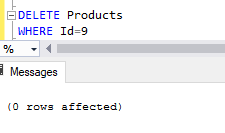 DELETE Products
WHERE Id=9
%
Messages
(0 rows affected)